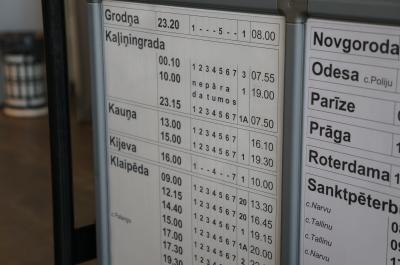 Grodņa 23.20 1 - - - 5 - - 1 08.00
Kaļiņingrada
00.10 1 2 3 4 5 6 7 3 07.55
10.00 nepāra 1 19.00
datumos
23.15 1 2 3 4 5 6 7 1A 07.50
Kauņa
13.00 1 2 3 4 5 6 7 1 16.10
15.00 1 2 3 4 5 6 7 1 19.30
Kijeva 16.00 1 - - 4 - - 7 1 10.00
Klaipēda
09.00 1 2 3 4 5 6 7 20 13.30
12.15 1 2 3 4 5 6 7 20 16.45
14.40 1 2 3 4 5 6 7 1 19.15
c.Palangu 15.00 1 2 3 4 5 6 7 1A 20.00
17.00 1 2 3 4 5 6 7
17.30
19.30
Novgoroda
Odesa c.Poliju
Parīze
Prāga
Roterdama
Sanktpēterb
c.Narvu
c.Tallinu
c.Tallinu
c.Narvu